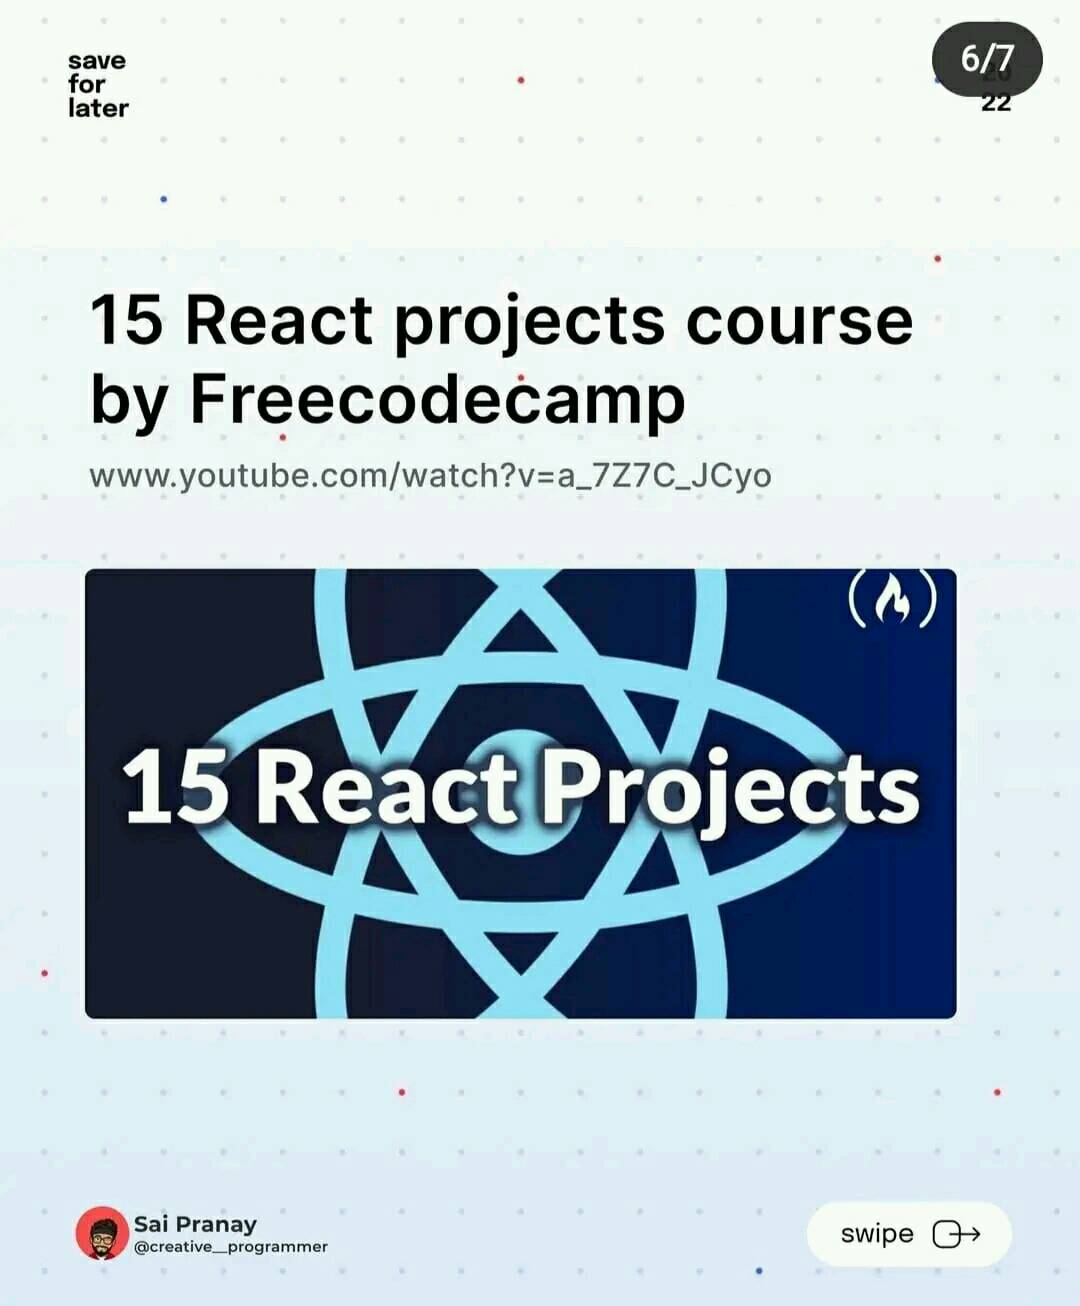 save
for
later
6/7
22
15 React projects course
by Freecodecamp
www.youtube.com/watch?v=a_7Z7C_JCyo
15 React Projects
Sai Pranay
@creative__programmer
swipe